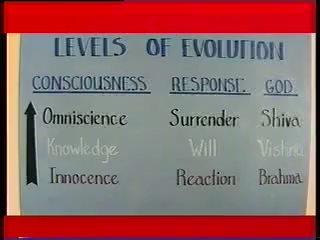 LEVELS OF EVOLUTION
CONSCIOUSNESS RESPONSE GOD
Omniscience Surrender Shiva
Knowledge Will Vishnu
Innocence Reaction Brahma